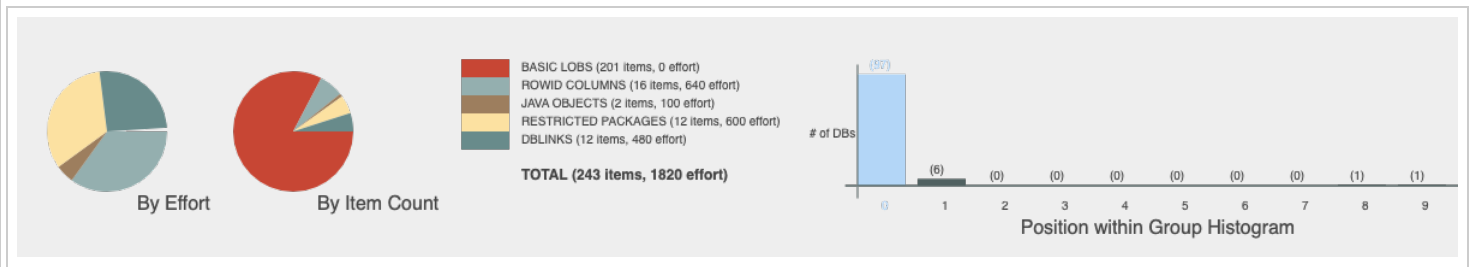 BASIC LOBS (201 items, 0 effort)
ROWID COLUMNS (16 items, 640 effort)
JAVA OBJECTS (2 items, 100 effort)
RESTRICTED PACKAGES (12 items, 600 effort)
DBLINKS (12 items, 480 effort)
TOTAL (243 items, 1820 effort)
By Effort
By Item Count
# of DBs
(97)
(6)
(0)
(0)
(0)
(0)
(0)
(0)
(1)
(1)
0
1
2
3
4
5
6
7
8
9
Position within Group Histogram